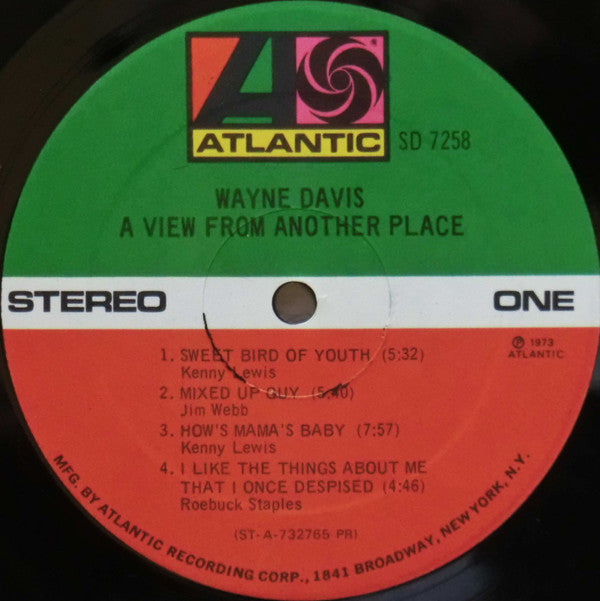 ATLANTIC SD 7258
WAYNE DAVIS
A VIEW FROM ANOTHER PLACE
STEREO ONE
℗ 1973
ATLANTIC
1. SWEET BIRD OF YOUTH (5:32)
Kenny Lewis
2. MIXED UP GUY (5:40)
Jim Webb
3. HOW'S MAMA'S BABY (7:57)
Kenny Lewis
4. I LIKE THE THINGS ABOUT ME
THAT I ONCE DESPISED (4:46)
Roebuck Staples
(ST-A-732765 PR)
MFG. BY ATLANTIC RECORDING CORP., 1841 BROADWAY, NEW YORK, N.Y.